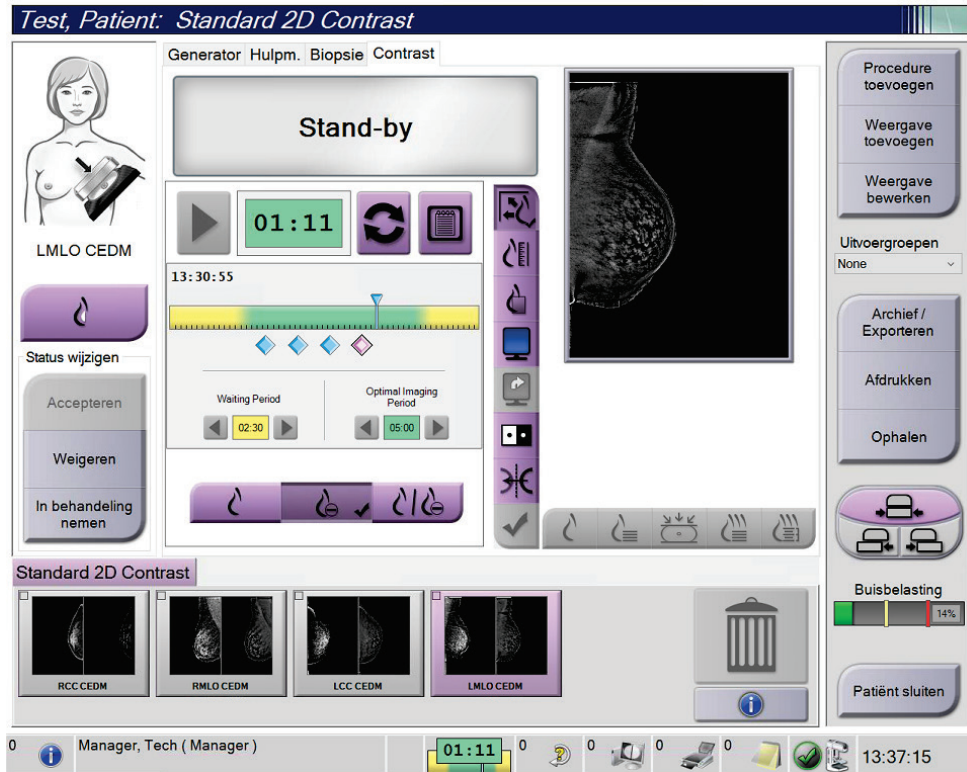 Test, Patient: Standard 2D Contrast
Generator Hulpm. Biopsie Contrast
Stand-by
LMLO CEDM
01:11
13:30:55
Waiting Period
Optimal Imaging
Period
02:30
05:00
Status wijzigen
Accepteren
Weigeren
In behandeling
nemen
Procedure
toevoegen
Weergave
toevoegen
Weergave
bewerken
Uitvoergroepen
None
Archief /
Exporteren
Afdrukken
Ophalen
Buisbelasting
14%
Patiënt sluiten
Standard 2D Contrast
RCC CEDM
RMLO CEDM
LCC CEDM
LMLO CEDM
0
Manager, Tech ( Manager )
01:11
0
0
0
0
13:37:15